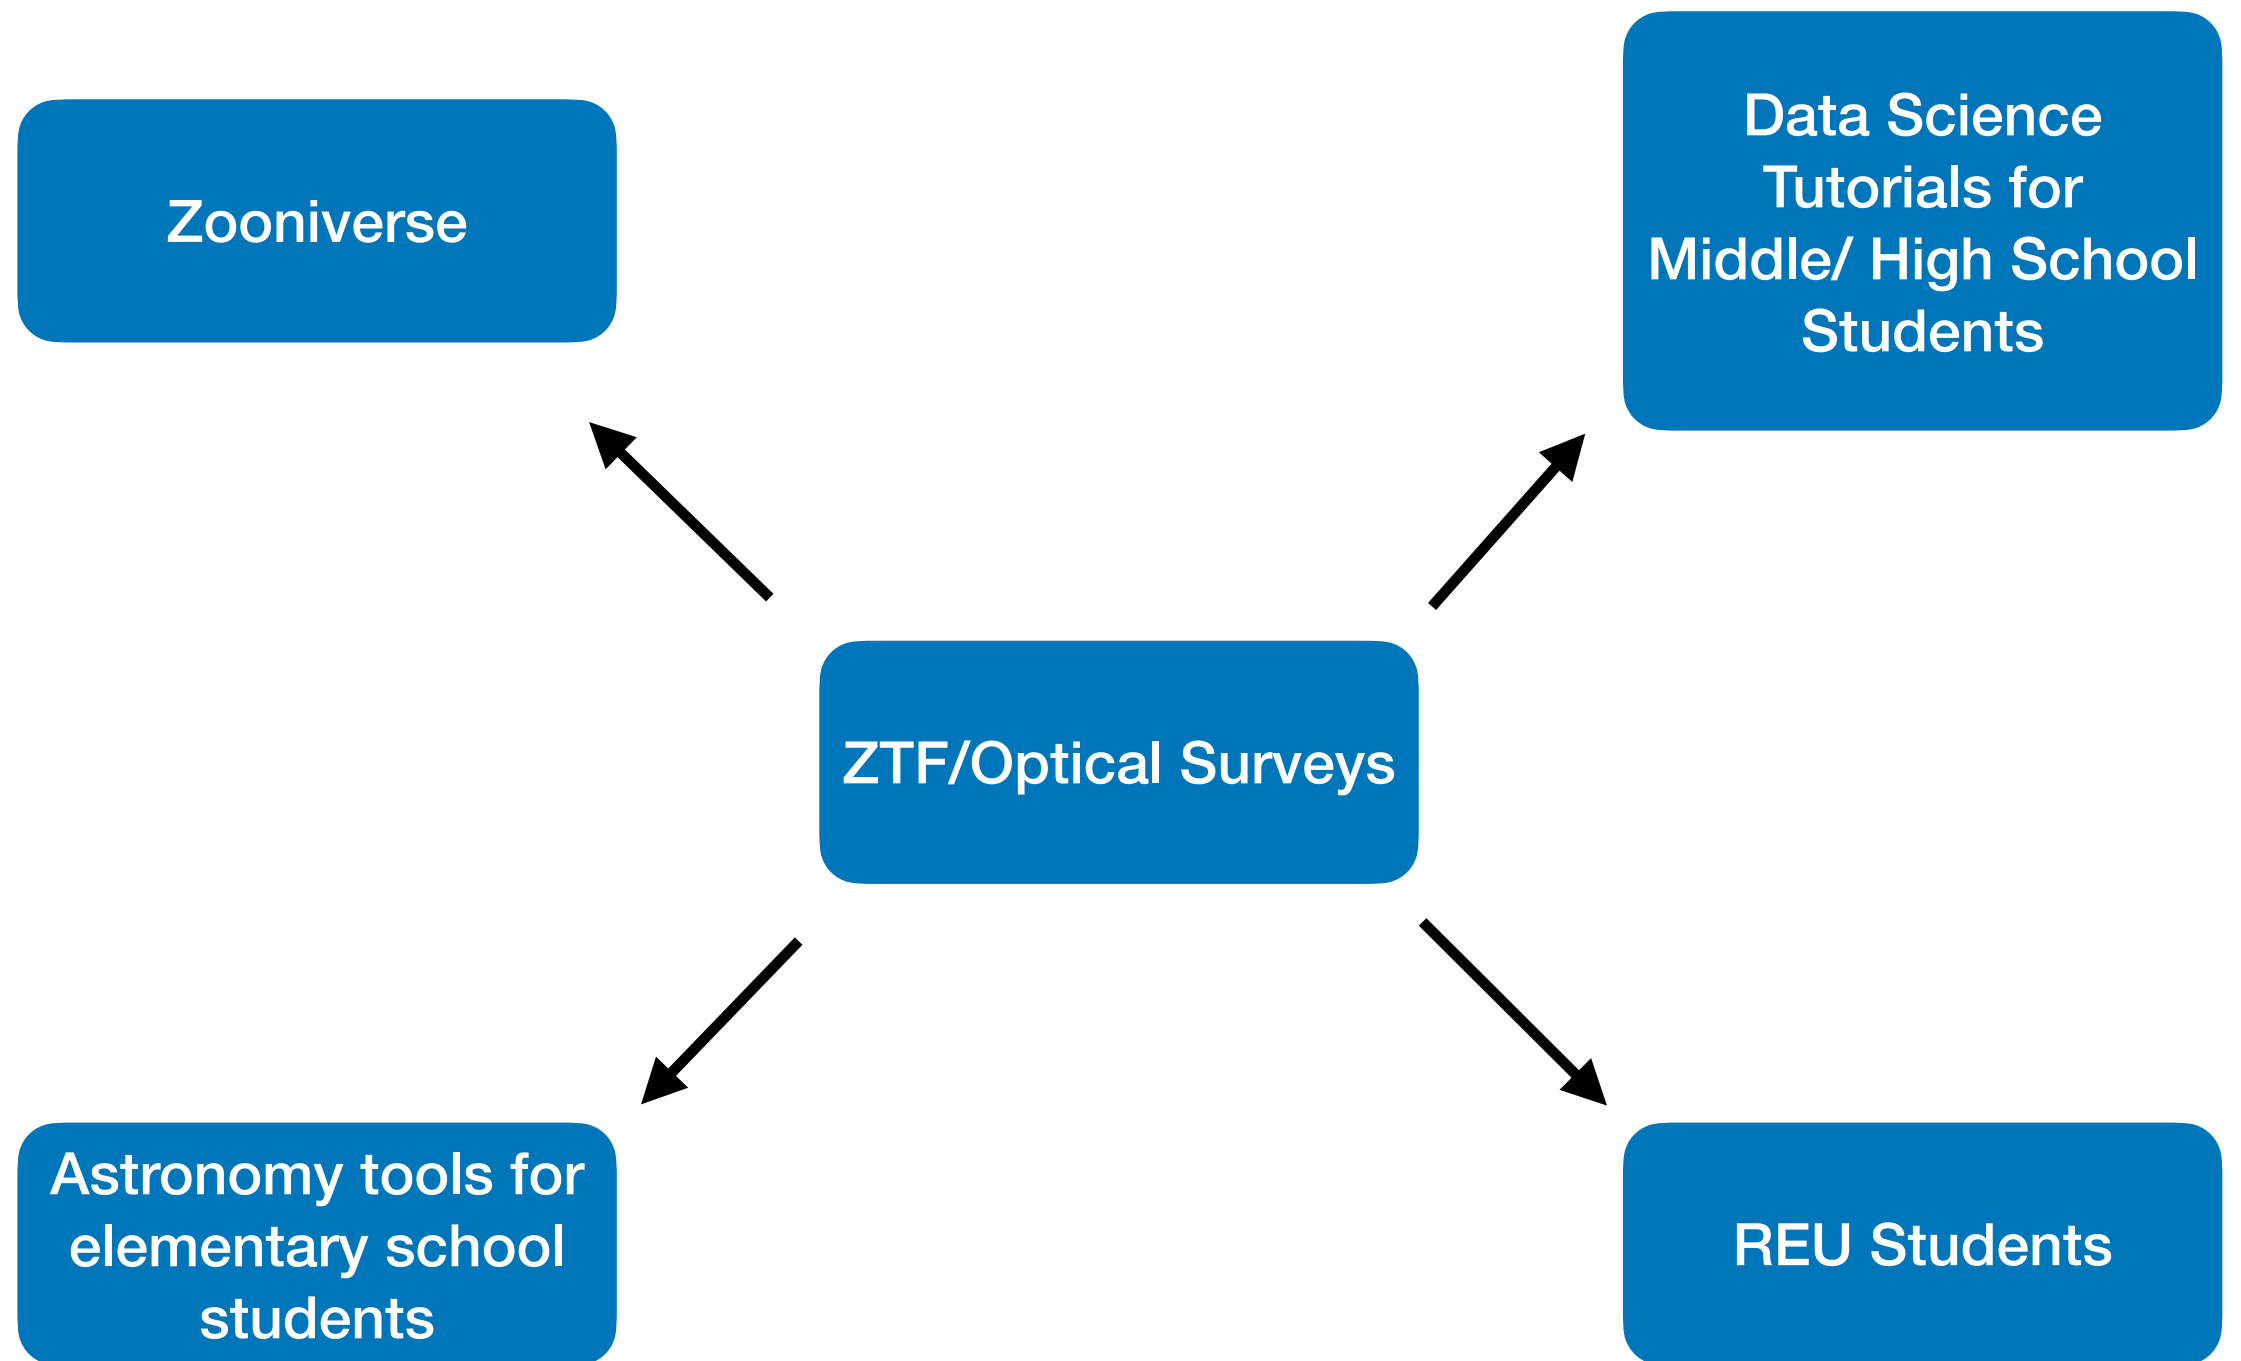 Zooniverse
Data Science
Tutorials for
Middle/ High School
Students
ZTF/Optical Surveys
Astronomy tools for
elementary school
students
REU Students